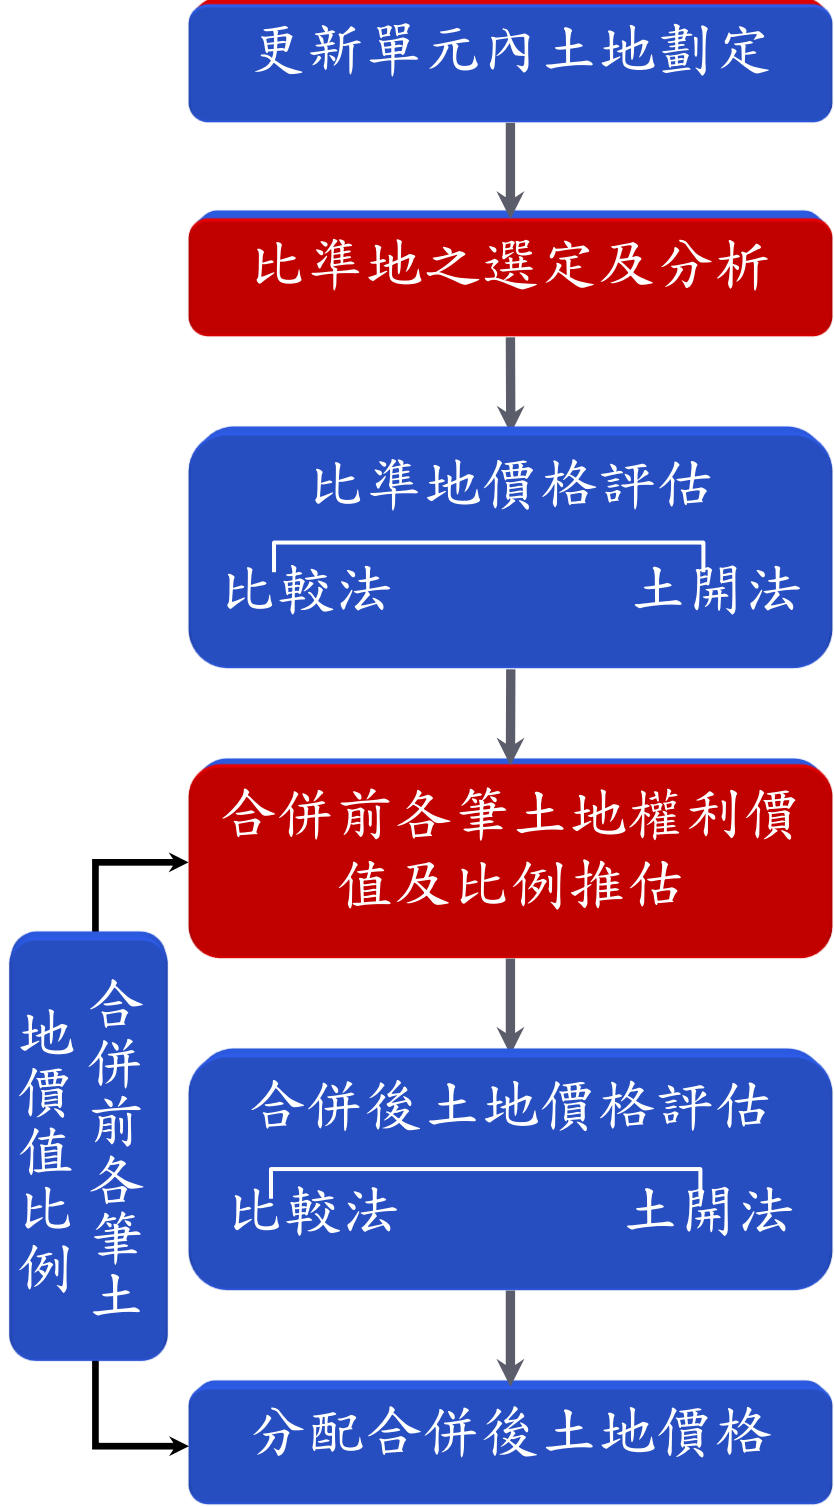 更新單元內土地劃定
比準地之選定及分析
比準地價格評估
比較法
土開法
合併前各筆土地權利價
值及比例推估
合併前各筆土
地價值比例
合併後土地價格評估
比較法
土開法
分配合併後土地價格